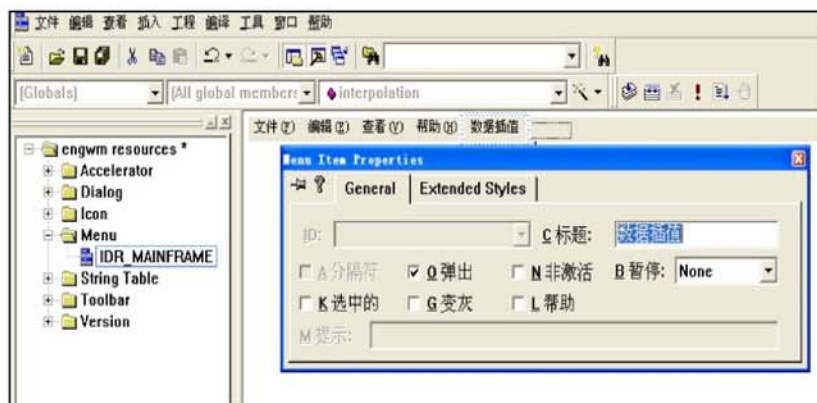 文件 编辑 查看 插入 工程 编译 工具 窗口 帮助
(Globals) (All global members interpolation
engwm resources *
Accelerator
Dialog
Icon
Menu
IDR_MAINFRAME
String Table
Toolbar
Version
文件(F) 编辑(E) 查看(V) 帮助(H) 数据插值
Menu Item Properties
General Extended Styles
ID: C标题: 数据插值
A分隔符 O弹出 N非激活 B暂停: None
K选中的 G变灰 L帮助
M提示: